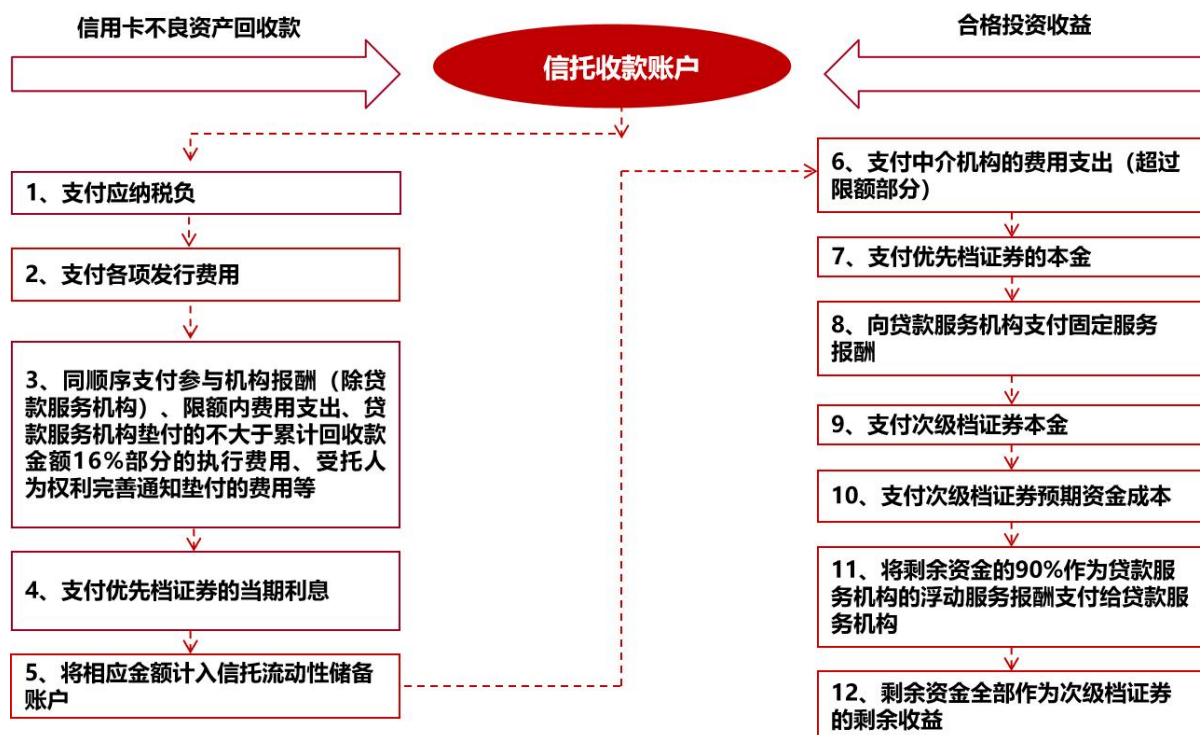 信用卡不良资产回收款
信托收款账户
合格投资收益
1、支付应纳税负
2、支付各项发行费用
3、同顺序支付参与机构报酬（除贷
款服务机构）、限额内费用支出、贷
款服务机构垫付的不大于累计回收款
金额16%部分的执行费用、受托人
为权利完善通知垫付的费用等
4、支付优先档证券的当期利息
5、将相应金额计入信托流动性储备
账户
6、支付中介机构的费用支出（超过
限额部分）
7、支付优先档证券的本金
8、向贷款服务机构支付固定服务
报酬
9、支付次级档证券本金
10、支付次级档证券预期资金成本
11、将剩余资金的90%作为贷款服
务机构的浮动服务报酬支付给贷款服
务机构
12、剩余资金全部作为次级档证券
的剩余收益